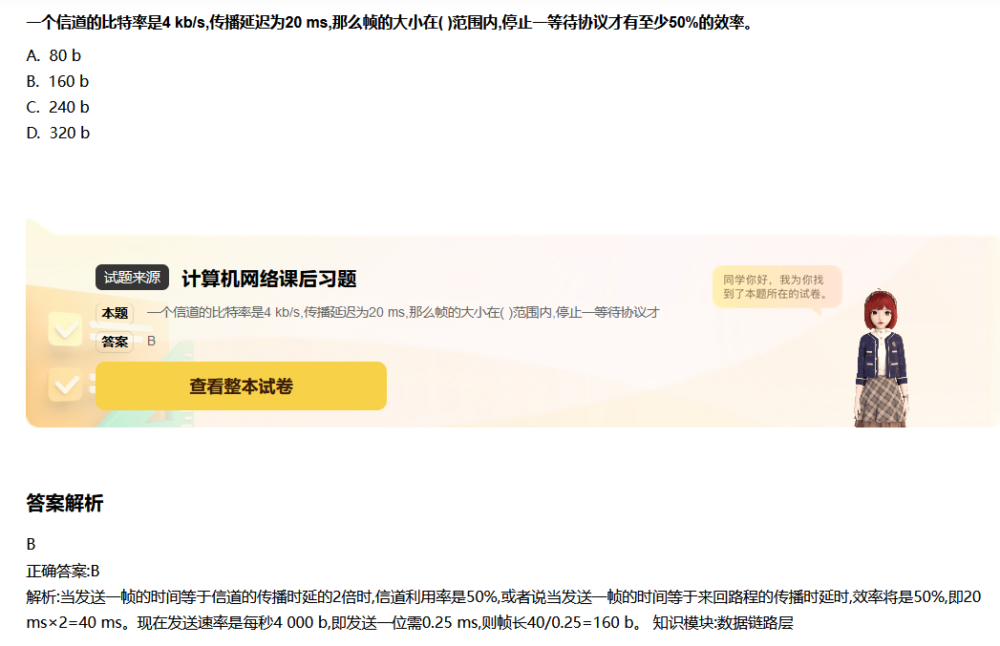 一个信道的比特率是4 kb/s,传播延迟为20 ms,那么帧的大小在( )范围内,停止一等待协议才有至少50%的效率。
A. 80 b
B. 160 b
C. 240 b
D. 320 b
试题来源 计算机网络课后习题
同学你好，我为你找
到了本题所在的试卷。
本题 一个信道的比特率是4 kb/s,传播延迟为20 ms,那么帧的大小在( )范围内,停止一等待协议才
答案 B
查看整本试卷
答案解析
B
正确答案:B
解析:当发送一帧的时间等于信道的传播时延的2倍时,信道利用率是50%,或者说当发送一帧的时间等于来回路程的传播时延时,效率将是50%,即20
ms×2=40 ms。现在发送速率是每秒4 000 b,即发送一位需0.25 ms,则帧长40/0.25=160 b。 知识模块:数据链路层